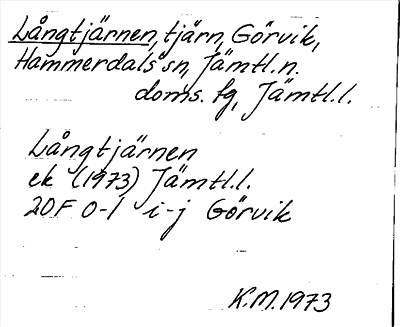 Långtjärnen, tjärn, Görvik,
Hammerdals sn, Jämtl.n.
doms. fg, Jämtl.l.
Långtjärnen
ek (1973) Jämtl.l.
20F 0-1 i-j Görvik
K.M. 1973